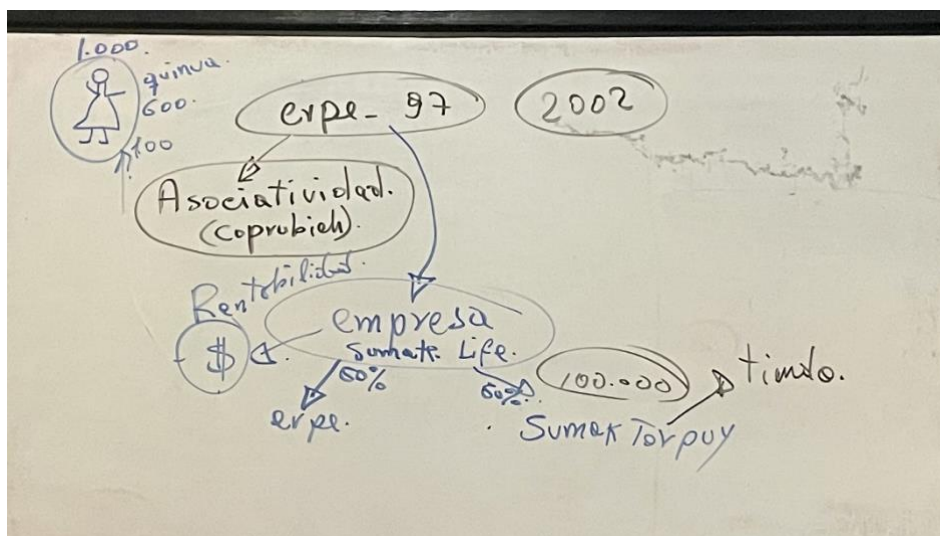 1.000.
quinua.
600.
100
erpe- 97
2002
Asociatividad.
(coprobich).
Rentabilidad.
$
empresa
Sumak Life.
50%
50%
erpe.
100.000
Sumak Tarpuy